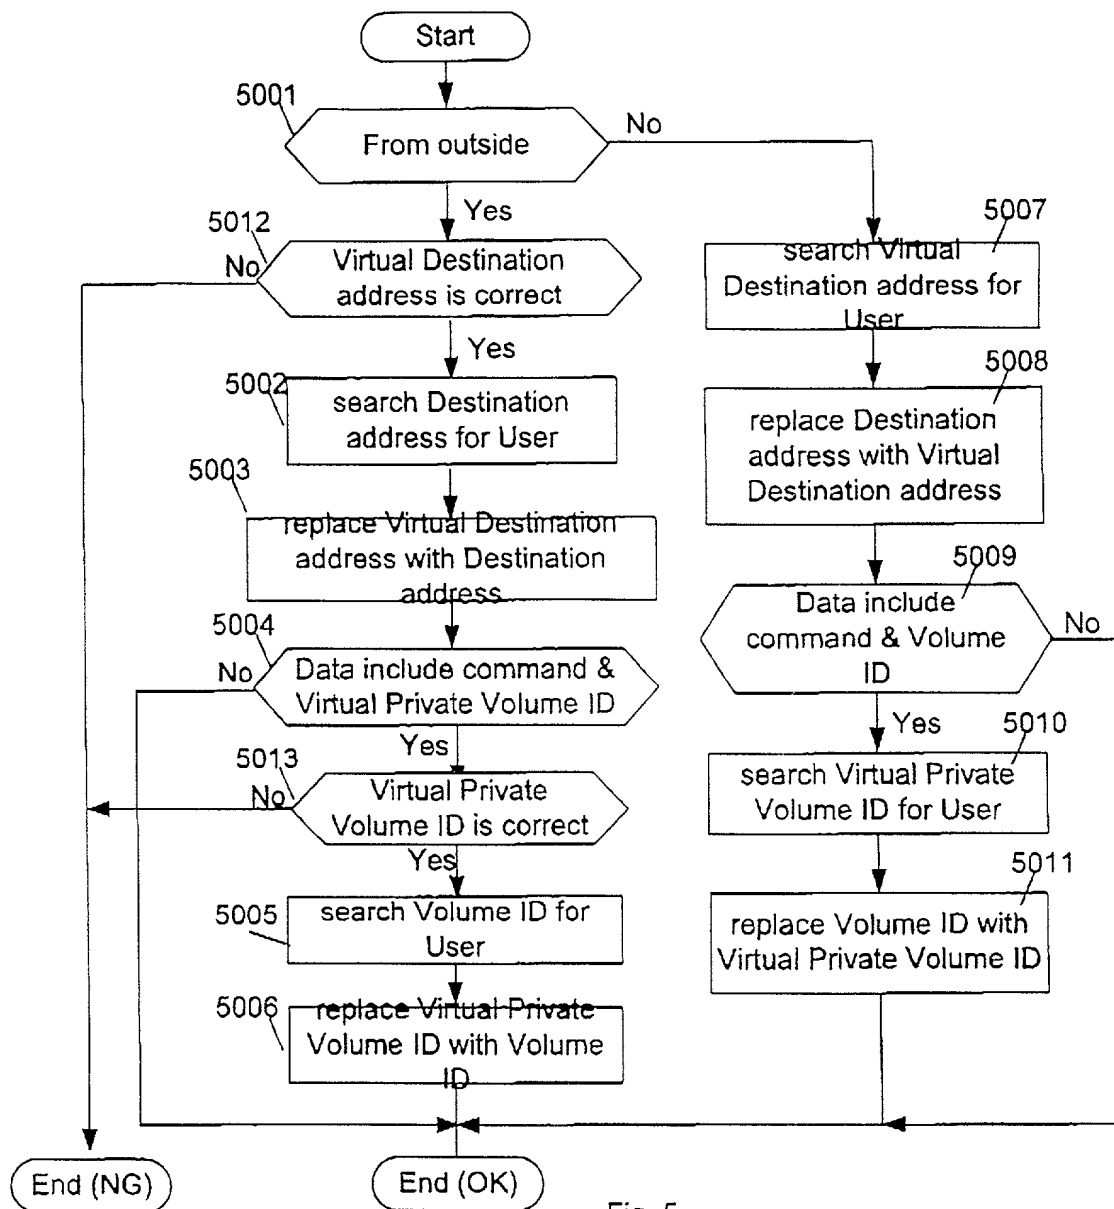 Start
5001
From outside
No
Yes
5012
No
Virtual Destination
address is correct
Yes
5002
search Destination
address for User
5003
replace Virtual Destination
address with Destination
address
5004
No
Data include command &
Virtual Private Volume ID
Yes
5013
No
Virtual Private
Volume ID is correct
Yes
5005
search Volume ID for
User
5006
replace Virtual Private
Volume ID with Volume
ID
5007
search Virtual
Destination address for
User
5008
replace Destination
address with Virtual
Destination address
5009
Data include
command & Volume
ID
No
Yes
5010
search Virtual Private
Volume ID for User
5011
replace Volume ID with
Virtual Private Volume ID
End (NG)
End (OK)
Fig. 5